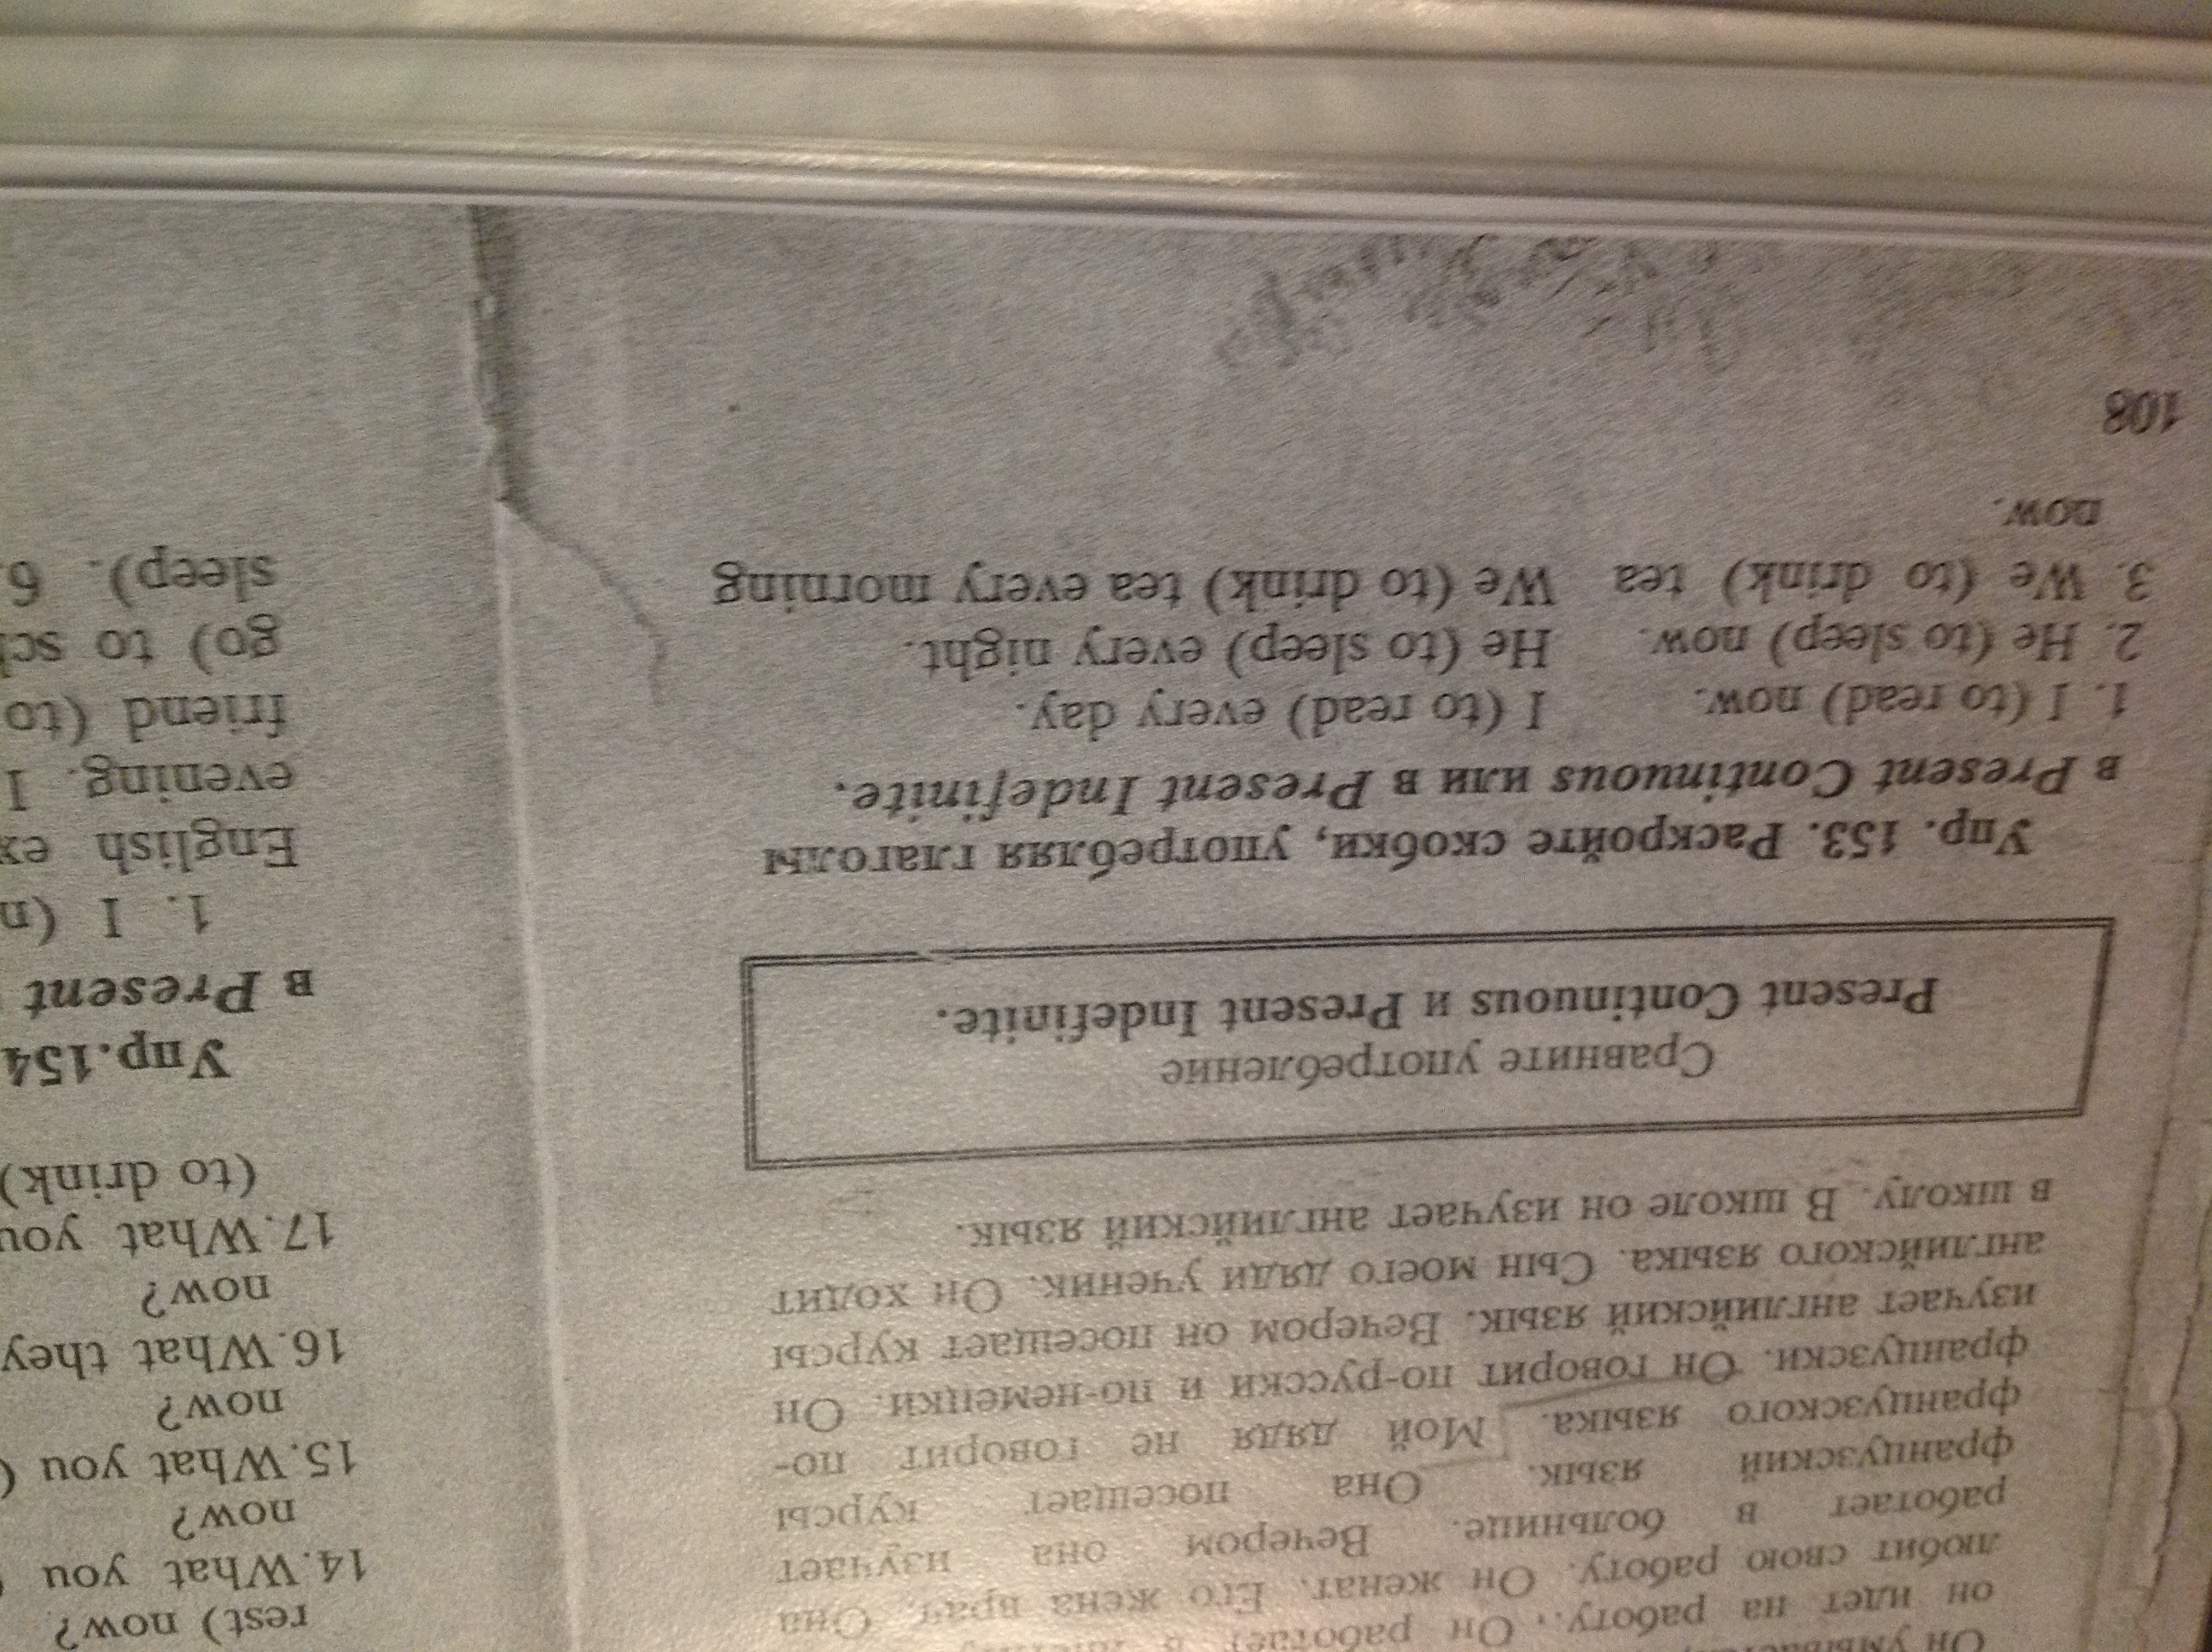 Он
он идет на работу. Он работает в
любит свою работу. Он женат. Его жена врач. Она
работает в больнице. Вечером она изучает
французский язык. Она посещает курсы
французского языка. Мой дядя не говорит по-
французски. Он говорит по-русски и по-немецки. Он
изучает английский язык. Вечером он посещает курсы
английского языка. Сын моего дяди ученик. Он ходит
в школу. В школе он изучает английский язык.
Сравните употребление
Present Continuous и Present Indefinite.
Упр. 153. Раскройте скобки, употребляя глаголы
в Present Continuous или в Present Indefinite.
1. I (to read) now. I (to read) every day.
2. He (to sleep) now. He (to sleep) every night.
3. We (to drink) tea We (to drink) tea every morning
now.
108
rest) now?
14. What you
now?
15. What you (
now?
16. What they
now?
17. What you
(to drink)
Упр.154
в Present
1. I (n
English ex
evening. I
friend (to
go) to sch
sleep). 6